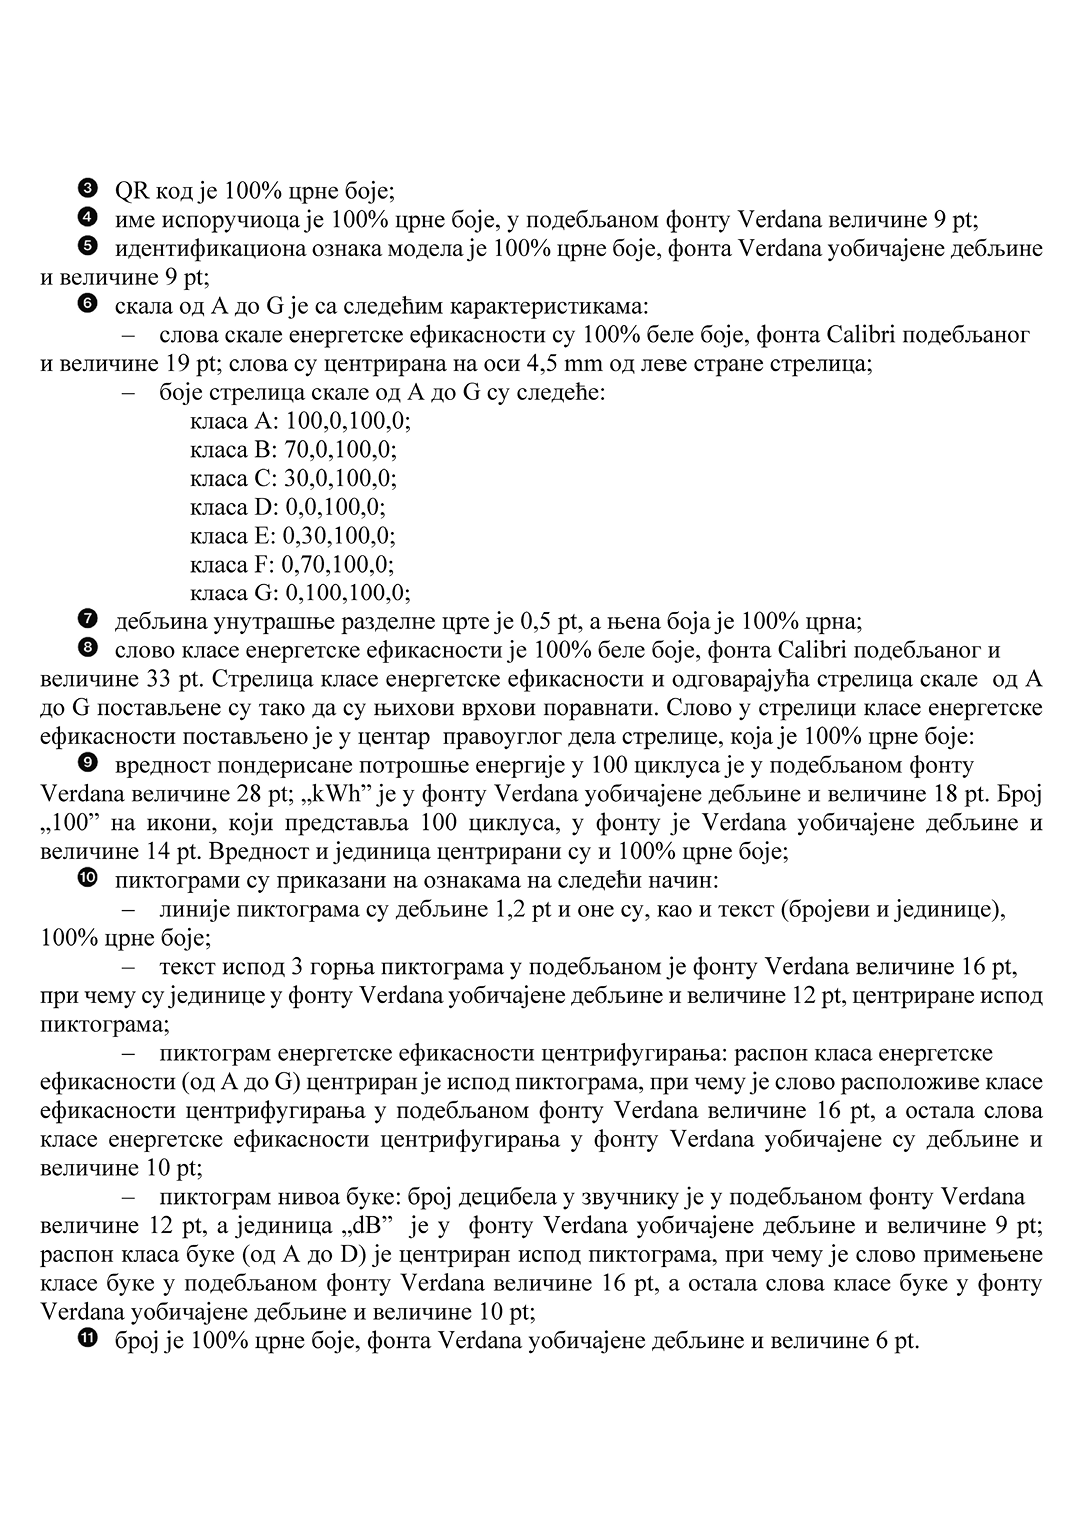 ❸ QR код је 100% црне боје;
❹ име испоручиоца је 100% црне боје, у подебљаном фонту Verdana величине 9 pt;
❺ идентификациона ознака модела је 100% црне боје, фонта Verdana уобичајене дебљине
и величине 9 pt;
❻ скала од А до G је са следећим карактеристикама:
– слова скале енергетске ефикасности су 100% беле боје, фонта Calibri подебљаног
и величине 19 pt; слова су центрирана на оси 4,5 mm од леве стране стрелица;
– боје стрелица скале од А до G су следеће:
класа А: 100,0,100,0;
класа B: 70,0,100,0;
класа C: 30,0,100,0;
класа D: 0,0,100,0;
класа E: 0,30,100,0;
класа F: 0,70,100,0;
класа G: 0,100,100,0;
❼ дебљина унутрашње разделне црте је 0,5 pt, а њена боја је 100% црна;
❽ слово класе енергетске ефикасности је 100% беле боје, фонта Calibri подебљаног и
величине 33 pt. Стрелица класе енергетске ефикасности и одговарајућа стрелица скале од А
до G постављене су тако да су њихови врхови поравнати. Слово у стрелици класе енергетске
ефикасности постављено је у центар правоуглог дела стрелице, која је 100% црне боје:
❾ вредност пондерисане потрошње енергије у 100 циклуса је у подебљаном фонту
Verdana величине 28 pt; „kWh” је у фонту Verdana уобичајене дебљине и величине 18 pt. Број
„100” на икони, који представља 100 циклуса, у фонту је Verdana уобичајене дебљине и
величине 14 pt. Вредност и јединица центрирани су и 100% црне боје;
❿ пиктограми су приказани на ознакама на следећи начин:
– линије пиктограма су дебљине 1,2 pt и оне су, као и текст (бројеви и јединице),
100% црне боје;
– текст испод 3 горња пиктограма у подебљаном је фонту Verdana величине 16 pt,
при чему су јединице у фонту Verdana уобичајене дебљине и величине 12 pt, центриране испод
пиктограма;
– пиктограм енергетске ефикасности центрифугирања: распон класа енергетске
ефикасности (од А до G) центриран је испод пиктограма, при чему је слово расположиве класе
ефикасности центрифугирања у подебљаном фонту Verdana величине 16 pt, а остала слова
класе енергетске ефикасности центрифугирања у фонту Verdana уобичајене су дебљине и
величине 10 pt;
– пиктограм нивоа буке: број децибела у звучнику је у подебљаном фонту Verdana
величине 12 pt, а јединица „dB” је у фонту Verdana уобичајене дебљине и величине 9 pt;
распон класа буке (од А до D) је центриран испод пиктограма, при чему је слово примењене
класе буке у подебљаном фонту Verdana величине 16 pt, а остала слова класе буке у фонту
Verdana уобичајене дебљине и величине 10 pt;
⓫ број је 100% црне боје, фонта Verdana уобичајене дебљине и величине 6 pt.